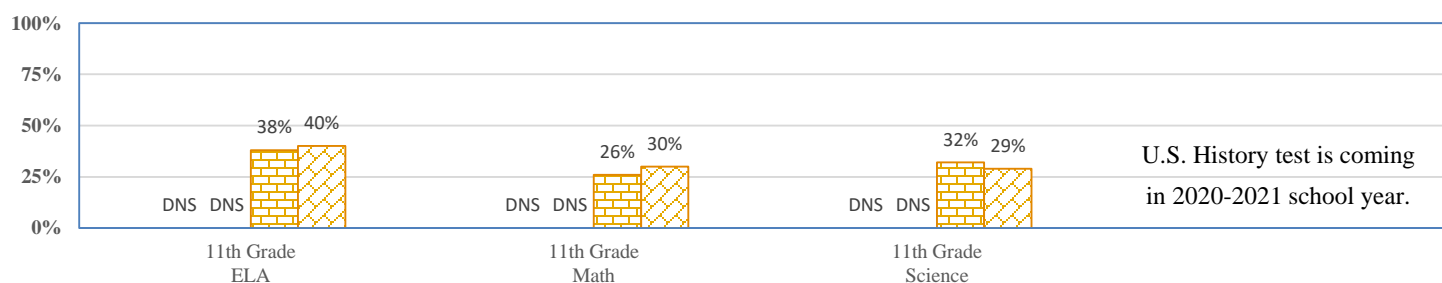 100%
75%
50%
25%
0%
DNS DNS 38% 40%
DNS DNS 26% 30%
DNS DNS 32% 29%
11th Grade
ELA
11th Grade
Math
11th Grade
Science
U.S. History test is coming
in 2020-2021 school year.